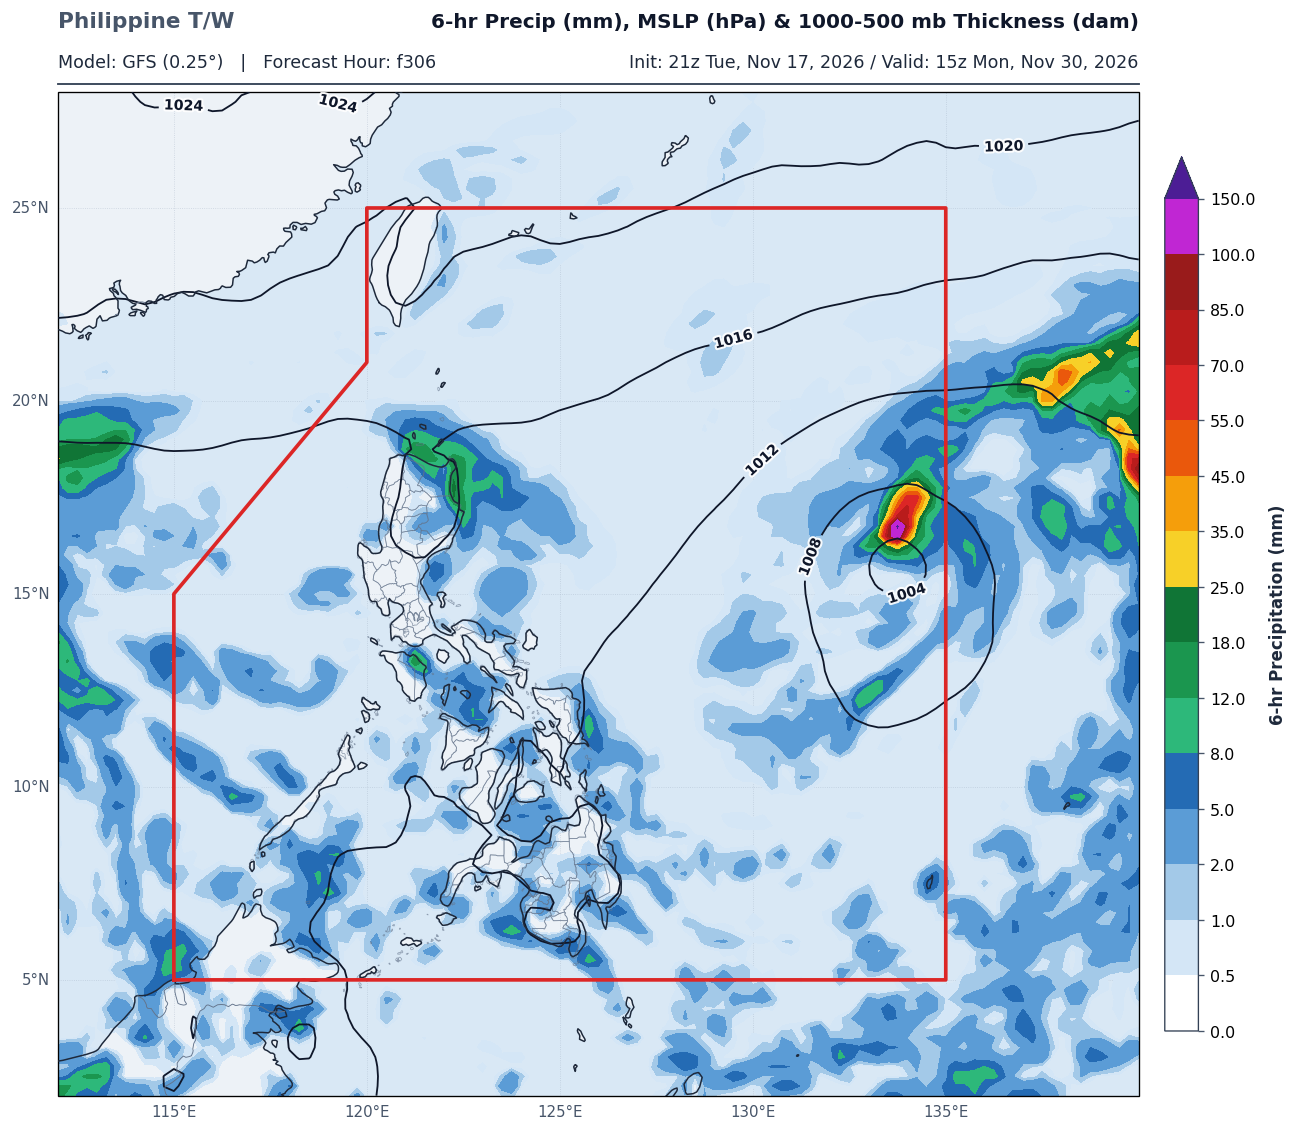 Philippine T/W
6-hr Precip (mm), MSLP (hPa) & 1000-500 mb Thickness (dam)
Model: GFS (0.25°) | Forecast Hour: f306
Init: 21z Tue, Nov 17, 2026 / Valid: 15z Mon, Nov 30, 2026
1024
1024
1020
1016
1012
1008
1004
25°N
20°N
15°N
10°N
5°N
115°E
120°E
125°E
130°E
135°E
150.0
100.0
85.0
70.0
55.0
45.0
35.0
25.0
18.0
12.0
8.0
5.0
2.0
1.0
0.5
0.0
6-hr Precipitation (mm)